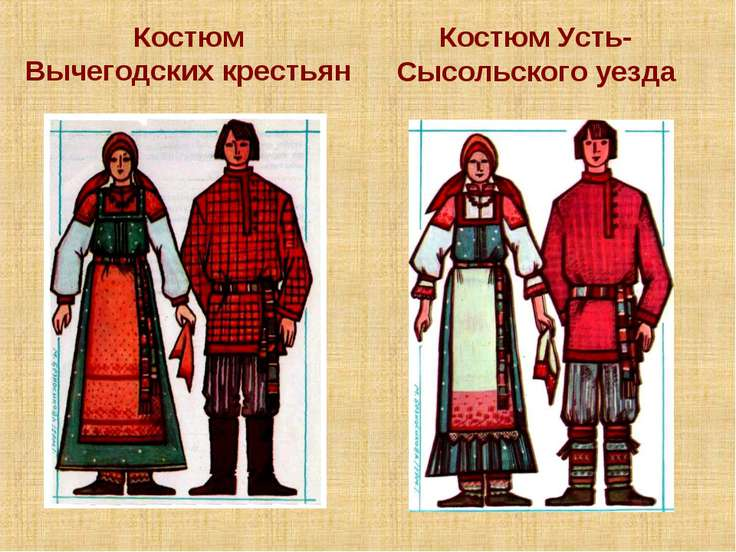 Костюм
Вычегодских крестьян
Костюм Усть-
Сысольского уезда